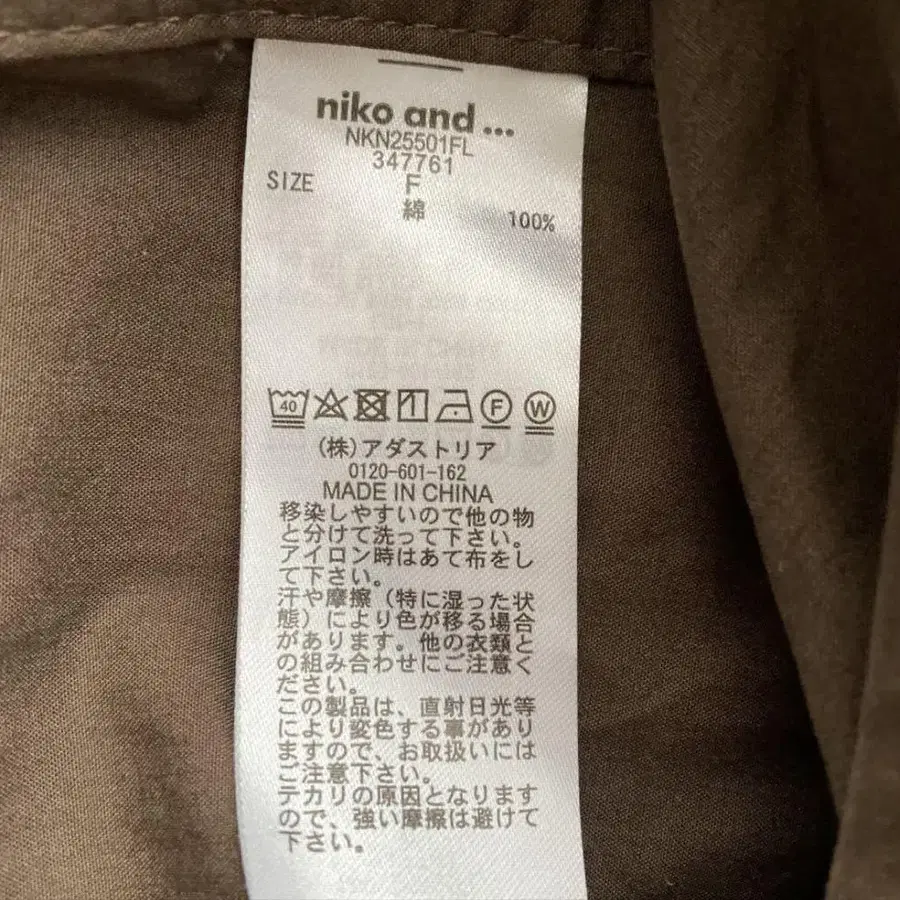 niko and ...
NKN25501FL
347761
SIZE F
綿 100%
40 F W
(株)アダストリア
0120-601-162
MADE IN CHINA
移染しやすいので他の物
と分けて洗って下さい。
アイロン時はあて布をし
て下さい。
汗や摩擦（特に湿った状
態）により色が移る場合
があります。他の衣類と
の組み合わせにご注意く
ださい。
この製品は、直射日光等
により変色する事があり
ますので、お取扱いには
ご注意下さい。
テカリの原因となります
ので、強い摩擦は避けて
下さい。